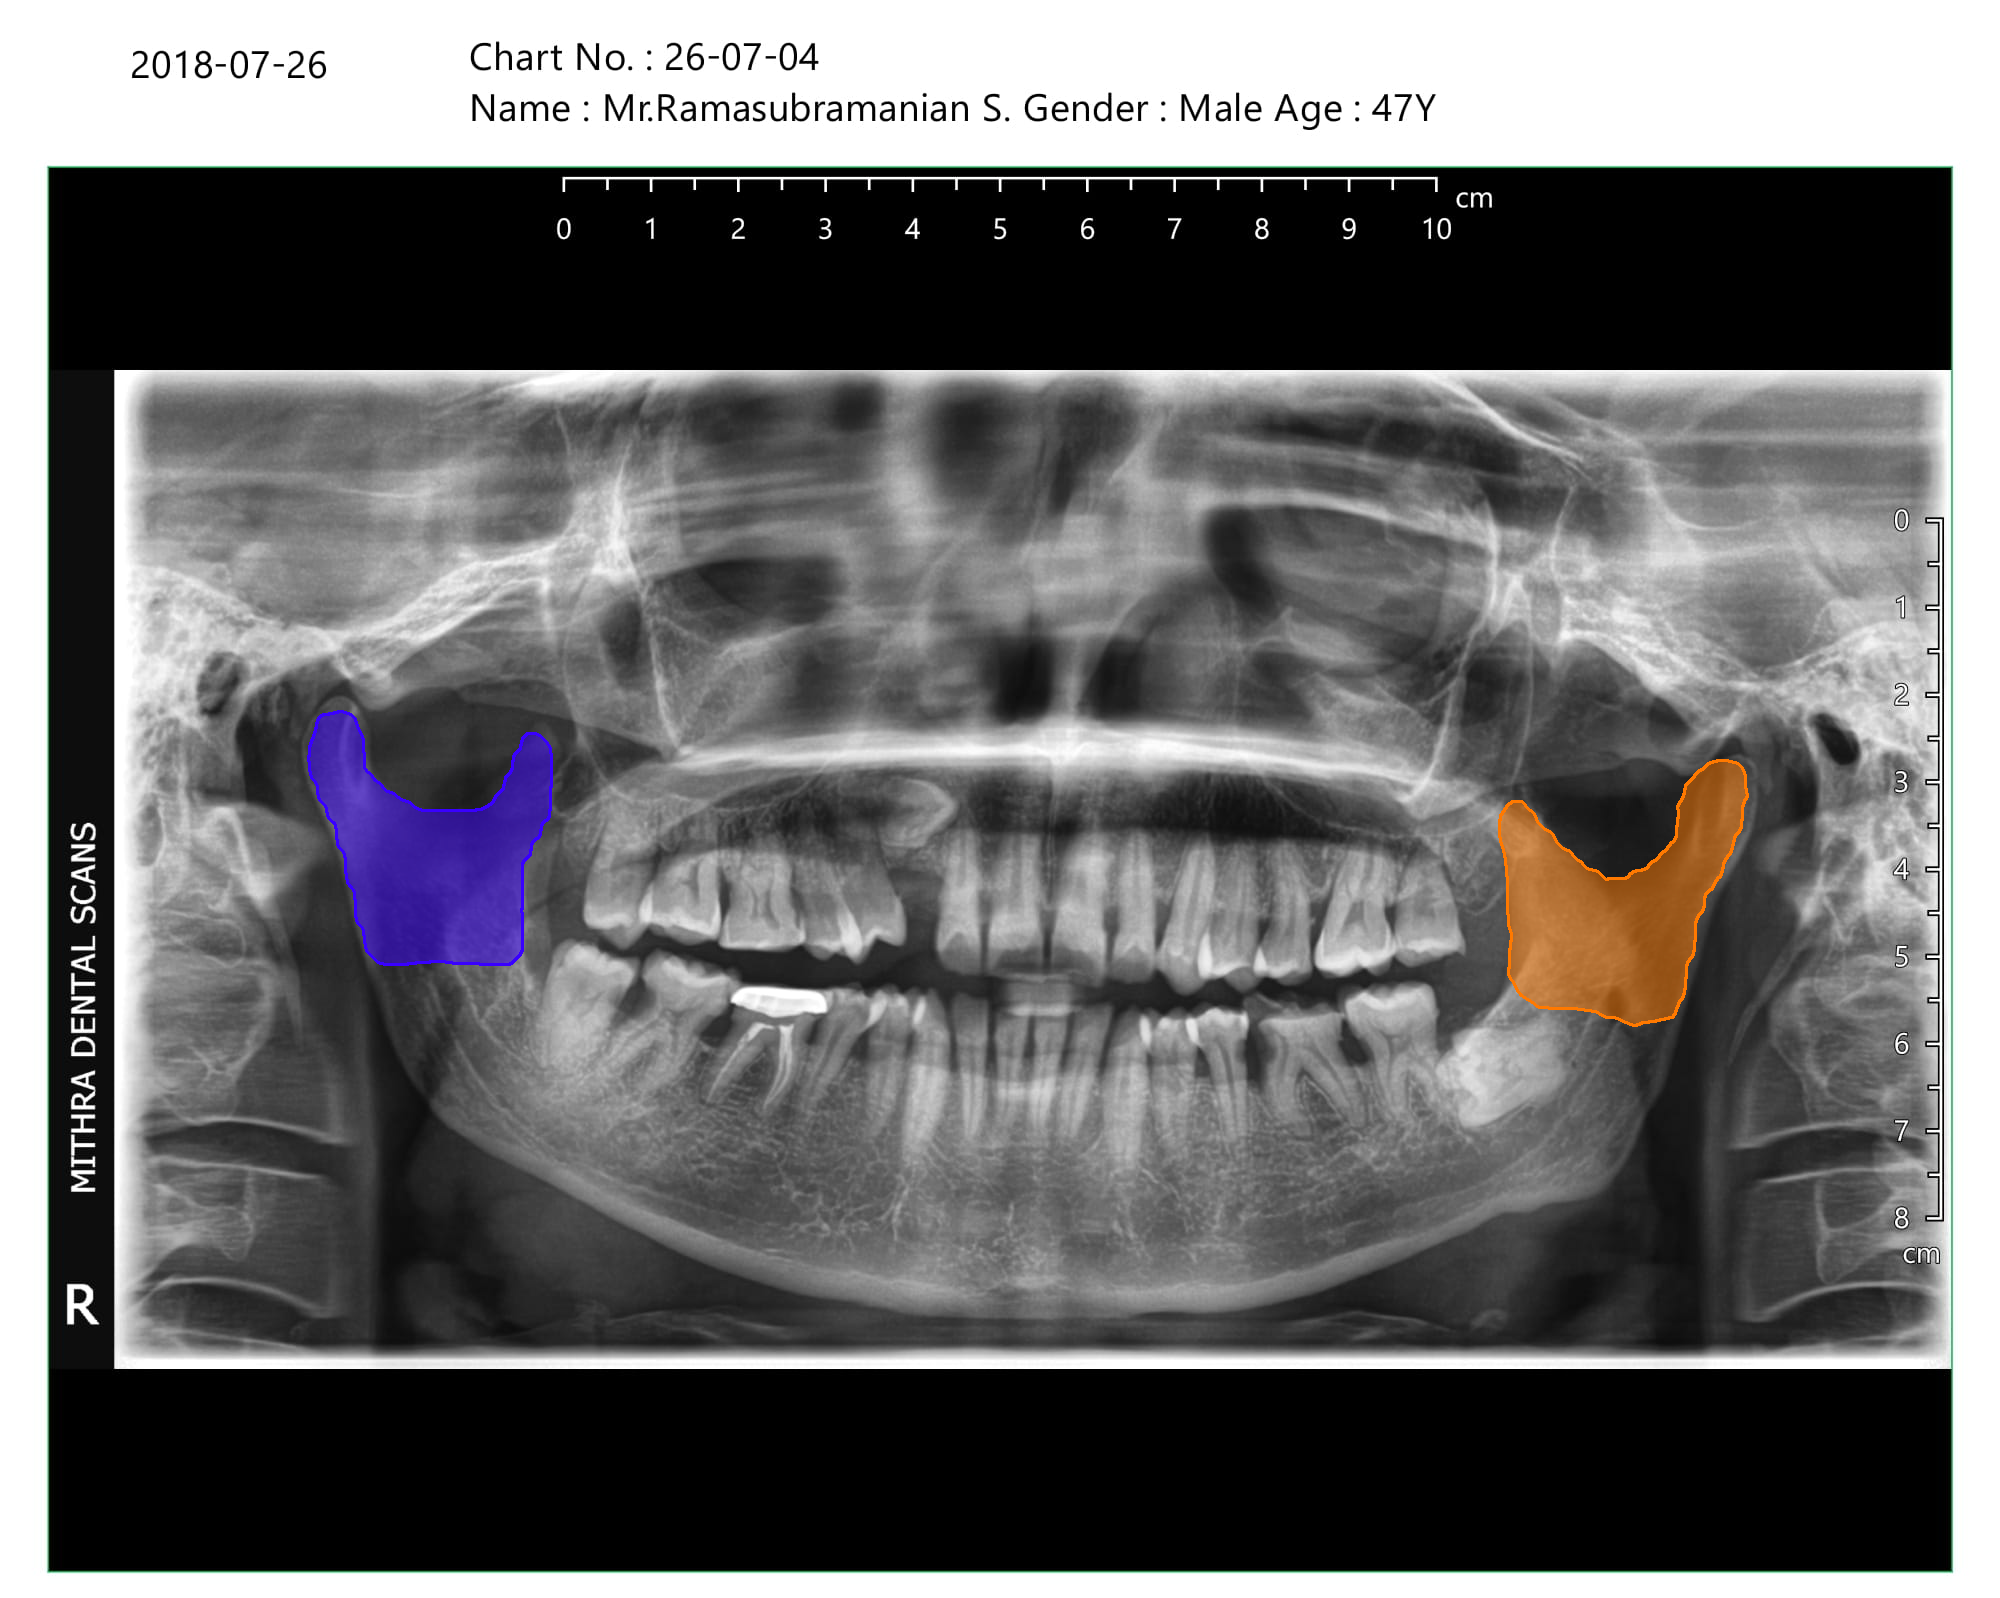 2018-07-26
Chart No. : 26-07-04
Name : Mr.Ramasubramanian S. Gender : Male Age : 47Y
cm
0 1 2 3 4 5 6 7 8 9 10
0
1
2
3
4
5
6
7
8
cm
MITHRA DENTAL SCANS
R